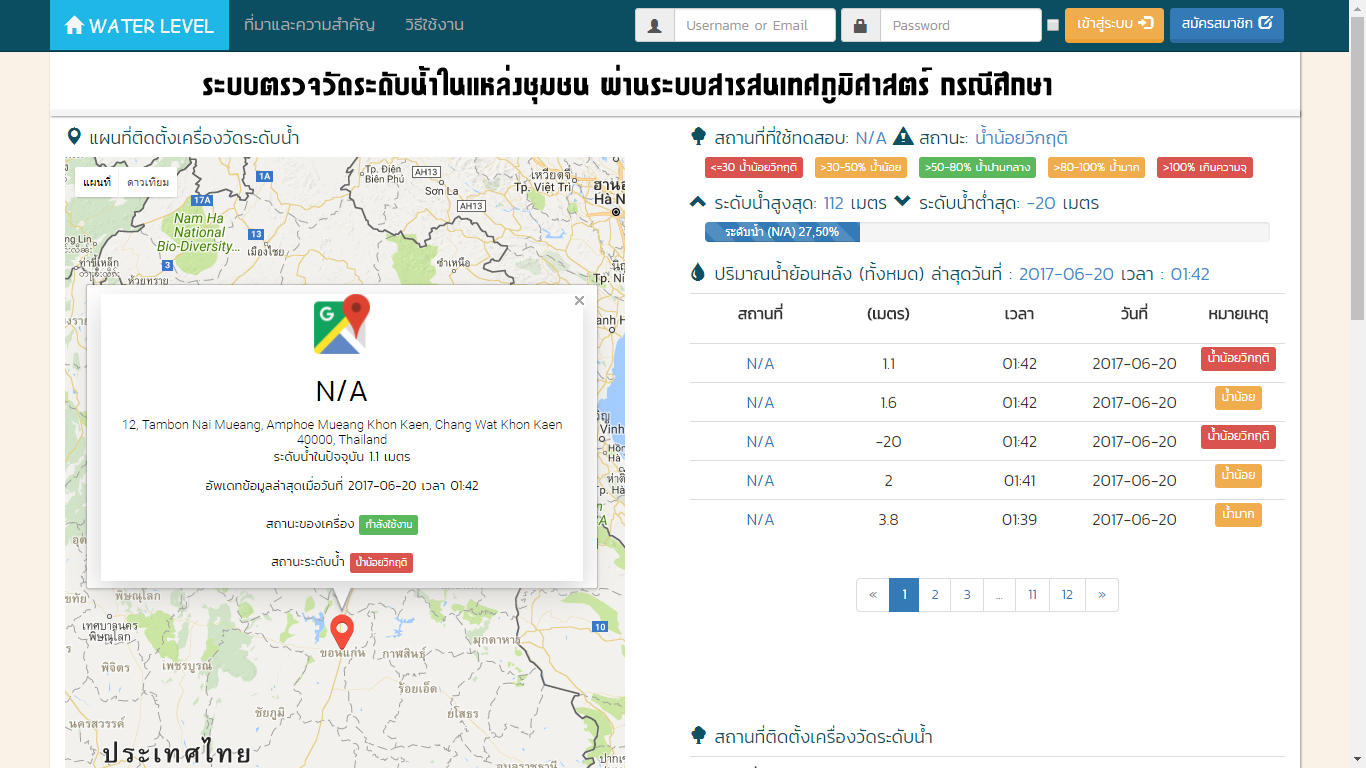 WATER LEVEL ที่มาและความสำคัญ วิธีใช้งาน Username or Email Password เข้าสู่ระบบ สมัครสมาชิก
ระบบตรวจวัดระดับน้ำในแหล่งชุมชน ผ่านระบบสารสนเทศภูมิศาสตร์ กรณีศึกษา
แผนที่ติดตั้งเครื่องวัดระดับน้ำ
แผนที่ ดาวเทียม
Tp. Điện
Biên Phủ
AH13
Sơn La
AH13
เหวียตจี่
Tp. Việt Trì
ฮานอย
Hà N
1A
17A
Nam Ha
National
Bio-Diversity...
13
เมืองไซ
3
ห้วยทราย
ซำเหนือ
ng Lin
N/A
12, Tambon Nai Mueang, Amphoe Mueang Khon Kaen, Chang Wat Khon Kaen
40000, Thailand
ระดับน้ำในปัจจุบัน 1.1 เมตร
อัพเดทข้อมูลล่าสุดเมื่อวันที่ 2017-06-20 เวลา 01:42
สถานะของเครื่อง กำลังใช้งาน
สถานะระดับน้ำ น้ำน้อยวิกฤติ
Vinh
พิษณุโลก
เทศบาลนคร
พิษณุโลก
10
มุกดาหาร
ขอนแก่น
กาฬสินธุ์
พิจิตร
เพชรบูรณ์
ร้อยเอ็ด
ชัยภูมิ
ยโสธร
นครสวรรค์
ประเทศไทย
อุบลราชธานี
สถานที่ที่ใช้ทดสอบ: N/A สถานะ: น้ำน้อยวิกฤติ
<=30 น้ำน้อยวิกฤติ >30-50% น้ำน้อย >50-80% น้ำปานกลาง >80-100% น้ำมาก >100% เกินความจุ
ระดับน้ำสูงสุด: 112 เมตร ระดับน้ำต่ำสุด: -20 เมตร
ระดับน้ำ (N/A) 27,50%
ปริมาณน้ำย้อนหลัง (ทั้งหมด) ล่าสุดวันที่ : 2017-06-20 เวลา : 01:42
สถานที่ (เมตร) เวลา วันที่ หมายเหตุ
N/A 1.1 01:42 2017-06-20 น้ำน้อยวิกฤติ
N/A 1.6 01:42 2017-06-20 น้ำน้อย
N/A -20 01:42 2017-06-20 น้ำน้อยวิกฤติ
N/A 2 01:41 2017-06-20 น้ำน้อย
N/A 3.8 01:39 2017-06-20 น้ำมาก
« 1 2 3 ... 11 12 »
สถานที่ติดตั้งเครื่องวัดระดับน้ำ